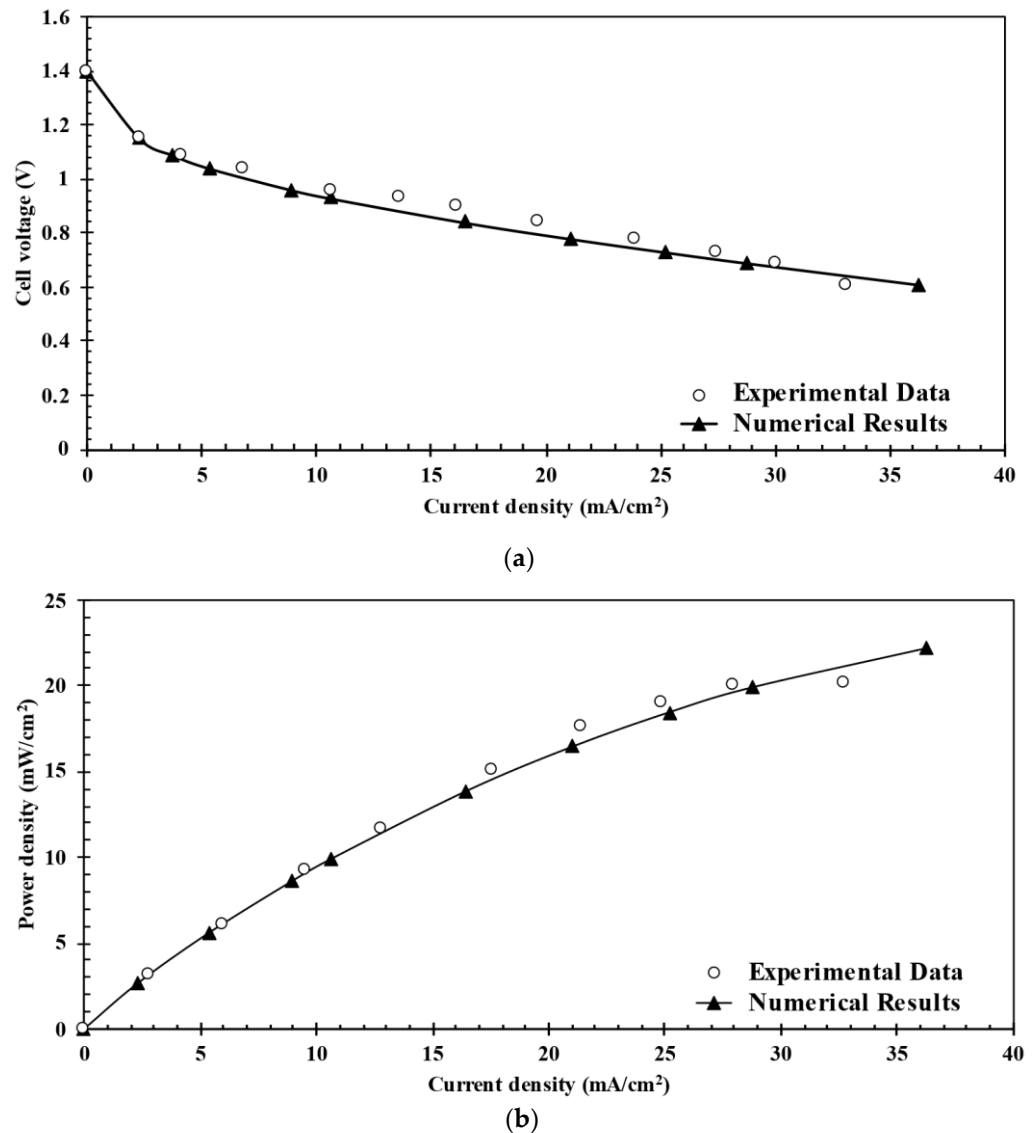 1.6
1.4
1.2
1
0.8
0.6
0.4
0.2
0
Cell voltage (V)
0 5 10 15 20 25 30 35 40
Current density (mA/cm²)
Experimental Data
Numerical Results
(a)
25
20
15
10
5
0
Power density (mW/cm²)
0 5 10 15 20 25 30 35 40
Current density (mA/cm²)
Experimental Data
Numerical Results
(b)